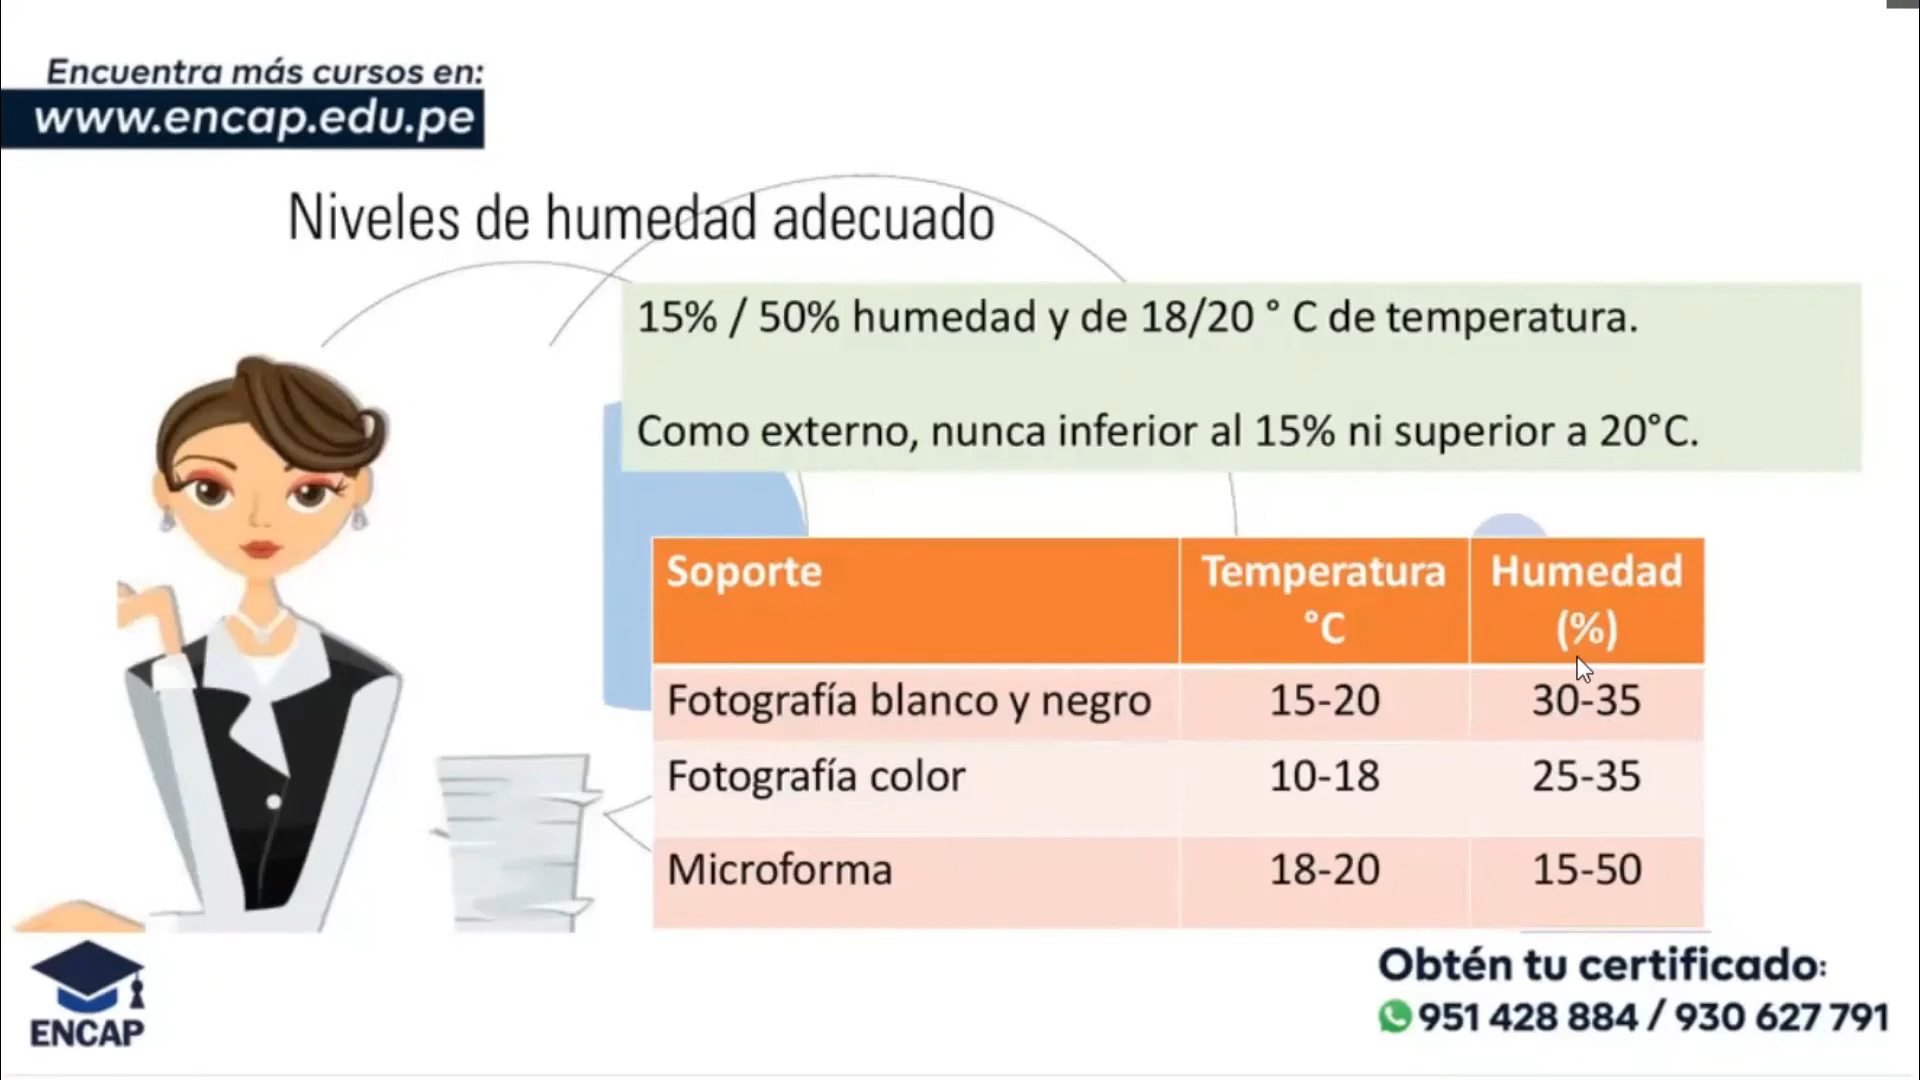 Encuentra más cursos en:
www.encap.edu.pe
Niveles de humedad adecuado
15% / 50% humedad y de 18/20 ° C de temperatura.
Como externo, nunca inferior al 15% ni superior a 20°C.
Soporte Temperatura °C Humedad (%)
Fotografía blanco y negro 15-20 30-35
Fotografía color 10-18 25-35
Microforma 18-20 15-50
ENCAP
Obtén tu certificado:
951 428 884 / 930 627 791